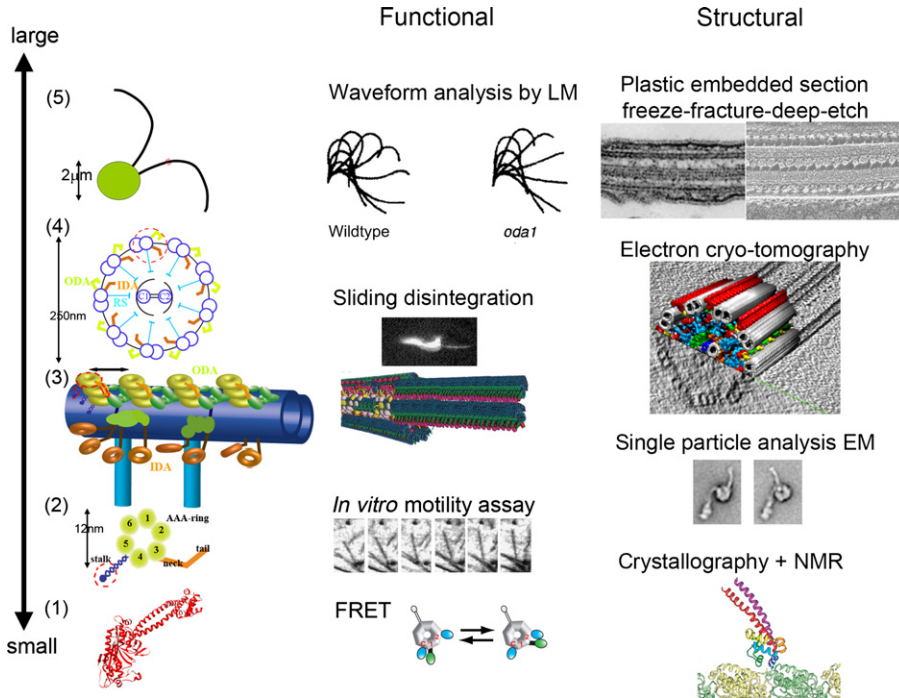 Functional
Structural
large
small
(5)
2μm
(4)
ODA
IDA
RS
C1
C2
250nm
(3)
ODA
IDA
(2)
12nm
AAA-ring
6
1
2
5
4
3
stalk
neck
tail
(1)
Waveform analysis by LM
Wildtype
oda1
Sliding disintegration
In vitro motility assay
FRET
Plastic embedded section
freeze-fracture-deep-etch
Electron cryo-tomography
Single particle analysis EM
Crystallography + NMR